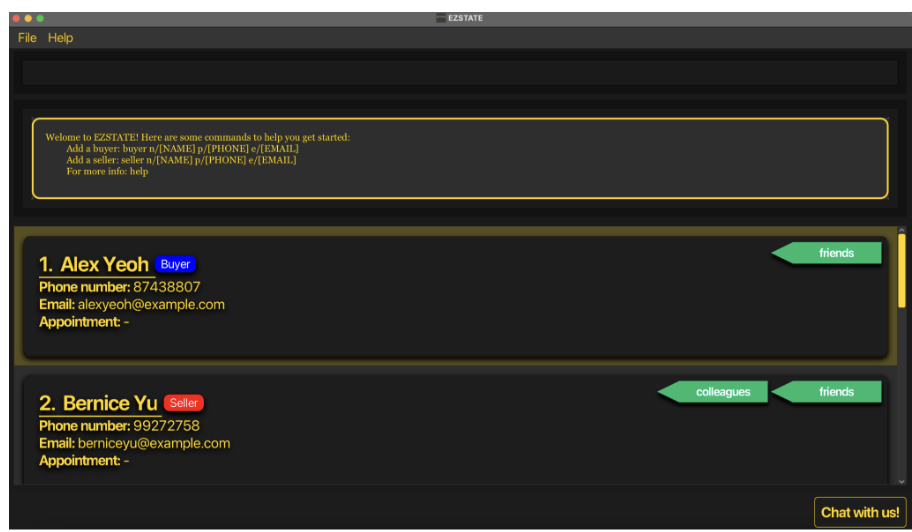 EZSTATE
File Help
Welome to EZSTATE! Here are some commands to help you get started:
Add a buyer: buyer n/[NAME] p/[PHONE] e/[EMAIL]
Add a seller: seller n/[NAME] p/[PHONE] e/[EMAIL]
For more info: help
1. Alex Yeoh Buyer
friends
Phone number: 87438807
Email: alexyeoh@example.com
Appointment: -
2. Bernice Yu Seller
colleagues friends
Phone number: 99272758
Email: berniceyu@example.com
Appointment: -
Chat with us!